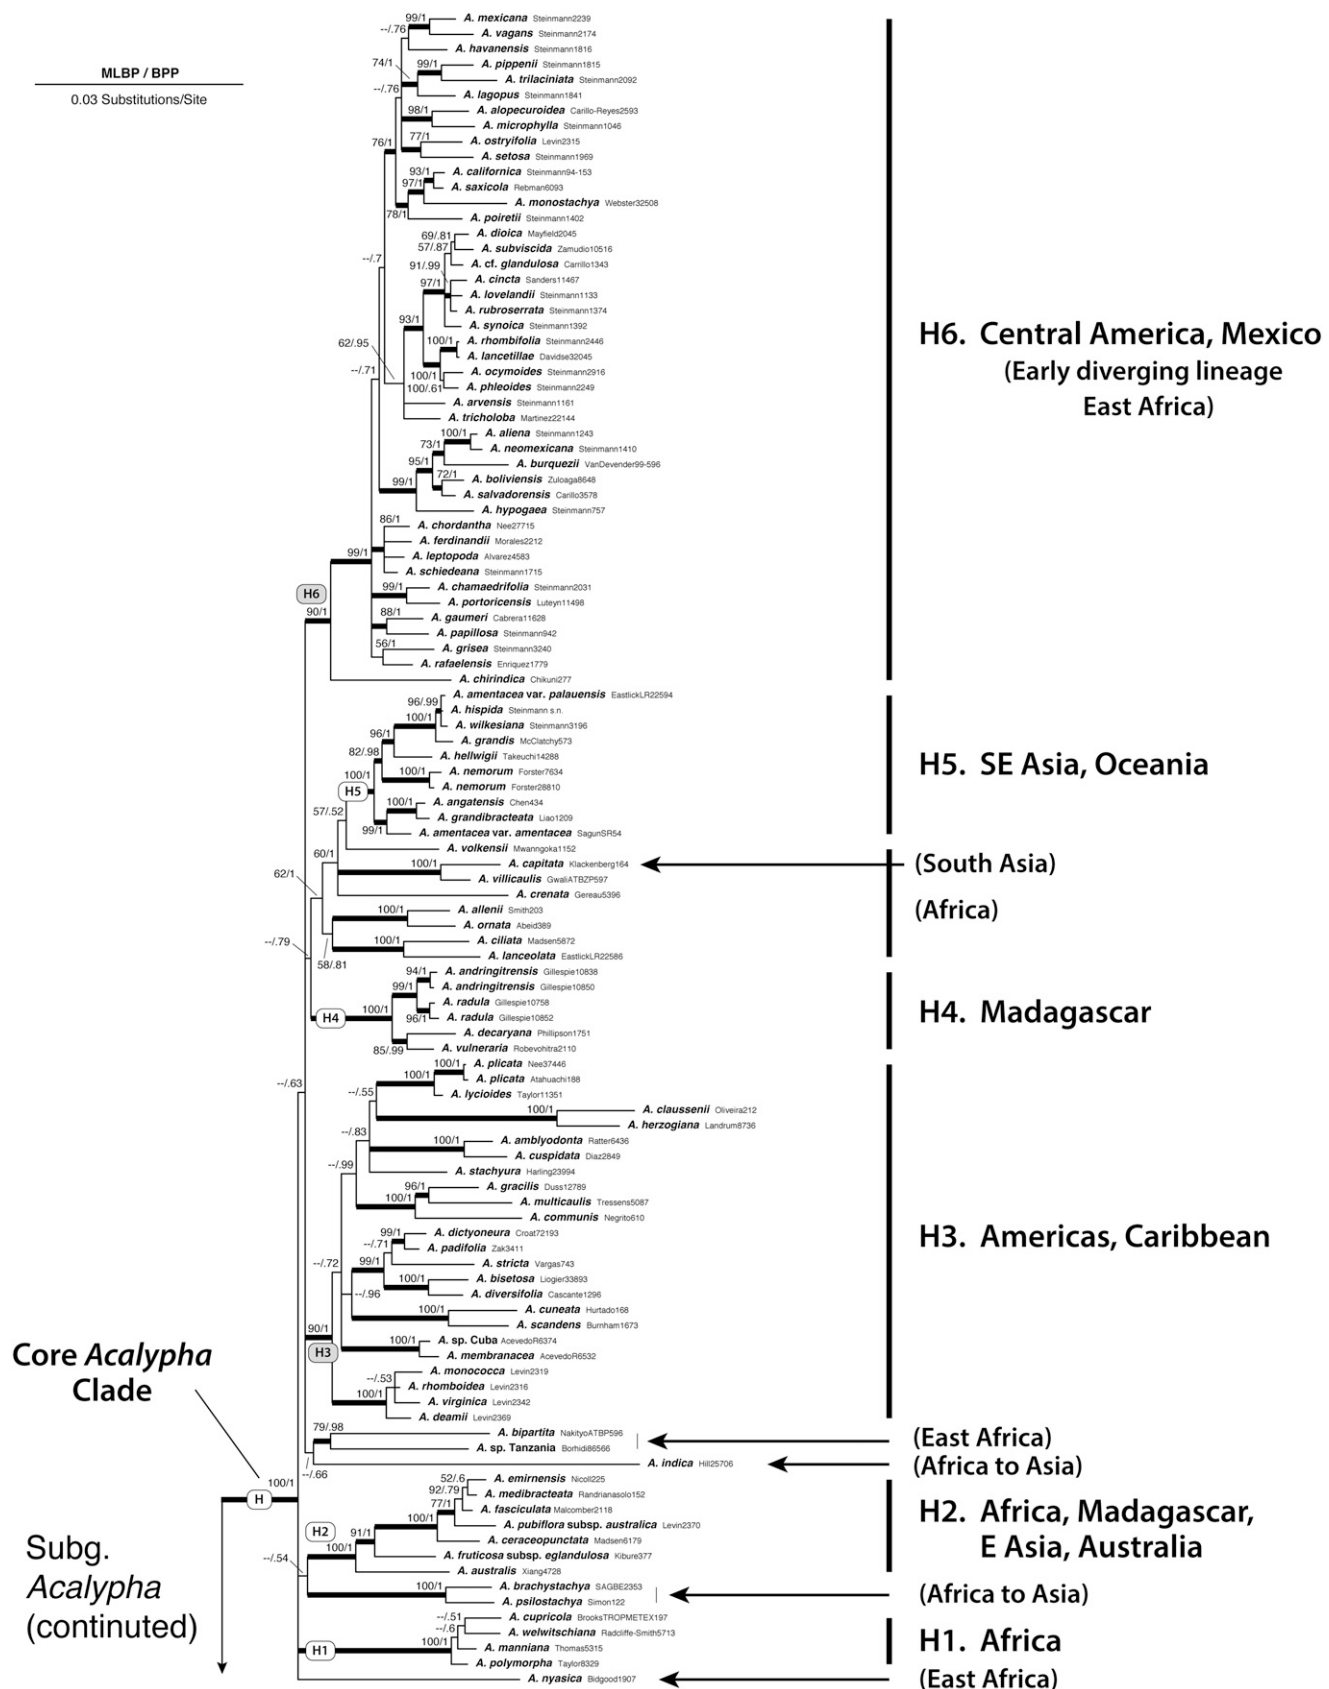 MLBP / BPP
0.03 Substitutions/Site
99/1
A. mexicana Steinmann2239
--/.76
A. vagans Steinmann2174
A. havanensis Steinmann1816
74/1
99/1
A. pippenii Steinmann1815
A. trilaciniata Steinmann2092
--/.76
A. lagopus Steinmann1841
98/1
A. alopecuroidea Carillo-Reyes2593
A. microphylla Steinmann1046
76/1
77/1
A. ostryifolia Levin2315
A. setosa Steinmann1969
93/1
A. californica Steinmann94-153
97/1
A. saxicola Rebman6093
A. monostachya Webster32508
78/1
A. poiretii Steinmann1402
69/.81
A. dioica Mayfield2045
57/.87
A. subviscida Zamudio10516
--/.7
91/.99
A. cf. glandulosa Carrillo1343
97/1
A. cincta Sanders11467
A. lovelandii Steinmann1133
A. rubroserrata Steinmann1374
93/1
A. synoica Steinmann1392
62/.95
100/1
A. rhombifolia Steinmann2446
A. lancetillae Davidse32045
--/.71
100/1
A. ocymoides Steinmann2916
100/.61
A. phleoides Steinmann2249
A. arvensis Steinmann1161
A. tricholoba Martinez22144
100/1
A. aliena Steinmann1243
73/1
A. neomexicana Steinmann1410
95/1
A. burquezii VanDevender99-596
99/1
72/1
A. boliviensis Zuloaga8648
A. salvadorensis Carillo3578
A. hypogaea Steinmann757
86/1
A. chordantha Nee27715
A. ferdinandii Morales2212
99/1
A. leptopoda Alvarez4583
A. schiedeana Steinmann1715
H6
99/1
A. chamaedrifolia Steinmann2031
A. portoricensis Luteyn11498
90/1
88/1
A. gaumeri Cabrera11628
A. papillosa Steinmann942
56/1
A. grisea Steinmann3240
A. rafaelensis Enriquez1779
A. chirindica Chikuni277
H6. Central America, Mexico
(Early diverging lineage
East Africa)
96/.99
A. amentacea var. palauensis EastlickLR22594
A. hispida Steinmann s.n.
100/1
A. wilkesiana Steinmann3196
96/1
A. grandis McClatchy573
82/.98
A. hellwigii Takeuchi14288
100/1
100/1
A. nemorum Forster7634
H5
A. nemorum Forster28810
57/.52
100/1
A. angatensis Chen434
A. grandibracteata Liao1209
99/1
A. amentacea var. amentacea SagunSR54
H5. SE Asia, Oceania
A. volkensii Mwanngoka1152
60/1
100/1
A. capitata Klackenberg164
(South Asia)
62/1
A. villicaulis GwaliATBZP597
A. crenata Gereau5396
(Africa)
100/1
A. allenii Smith203
A. ornata Abeid389
--/.79
100/1
A. ciliata Madsen5872
58/.81
A. lanceolata EastlickLR22586
94/1
A. andringitrensis Gillespie10838
99/1
A. andringitrensis Gillespie10850
A. radula Gillespie10758
H4
100/1
96/1
A. radula Gillespie10852
A. decaryana Phillipson1751
85/.99
A. vulneraria Robevohitra2110
H4. Madagascar
100/1
A. plicata Nee37446
100/1
A. plicata Atahuachi188
--/.63
--/.55
A. lycioides Taylor11351
100/1
A. claussenii Oliveira212
A. herzogiana Landrum8736
--/.83
100/1
A. amblyodonta Ratter6436
A. cuspidata Diaz2849
--/.99
A. stachyura Harling23994
96/1
A. gracilis Duss12789
100/1
A. multicaulis Tressens5087
A. communis Negrito610
99/1
A. dictyoneura Croat72193
--/.71
A. padifolia Zak3411
--/.72
99/1
A. stricta Vargas743
100/1
A. bisetosa Liogier33893
--/.96
A. diversifolia Cascante1296
100/1
A. cuneata Hurtado168
A. scandens Burnham1673
90/1
100/1
A. sp. Cuba AcevedoR6374
H3
A. membranacea AcevedoR6532
A. monococca Levin2319
--/.53
A. rhomboidea Levin2316
100/1
A. virginica Levin2342
A. deamii Levin2369
H3. Americas, Caribbean
Core Acalypha
Clade
79/.98
A. bipartita NakityoATBP596
A. sp. Tanzania Borhidi86566
(East Africa)
--/.66
A. indica Hill25706
(Africa to Asia)
100/1
H
52/.6
A. emirnensis Nicoll225
92/.79
A. medibracteata Randrianasolo152
77/1
A. fasciculata Malcomber2118
H2
100/1
A. pubiflora subsp. australica Levin2370
91/1
A. ceraceopunctata Madsen6179
100/1
A. fruticosa subsp. eglandulosa Kibure377
A. australis Xiang4728
H2. Africa, Madagascar,
E Asia, Australia
--/.54
100/1
A. brachystachya SAGBE2353
A. psilostachya Simon122
(Africa to Asia)
--/.51
A. cupricola BrooksTROPMETEX197
--/.6
A. welwitschiana Radcliffe-Smith5713
H1
100/1
A. manniana Thomas5315
A. polymorpha Taylor8329
H1. Africa
A. nyasica Bidgood1907
(East Africa)
Subg.
Acalypha
(continuted)